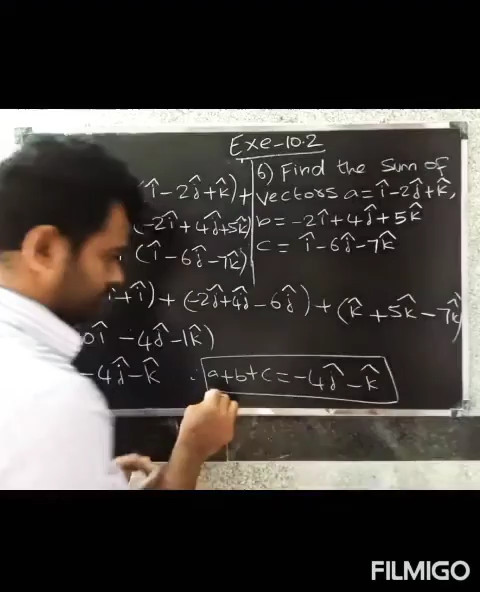 Exe-10.2
6) Find the Sum of
vectors a = î - 2ĵ + k̂,
b = -2î + 4ĵ + 5k̂
c = î - 6ĵ - 7k̂
î - 2ĵ + k̂) +
(-2î + 4ĵ + 5k̂)
+ (î - 6ĵ - 7k̂)
î + î) + (-2ĵ + 4ĵ - 6ĵ) + (k̂ + 5k̂ - 7k̂)
0î - 4ĵ - 1k̂)
- 4ĵ - k̂ ∴ a + b + c = -4ĵ - k̂
FILMIGO